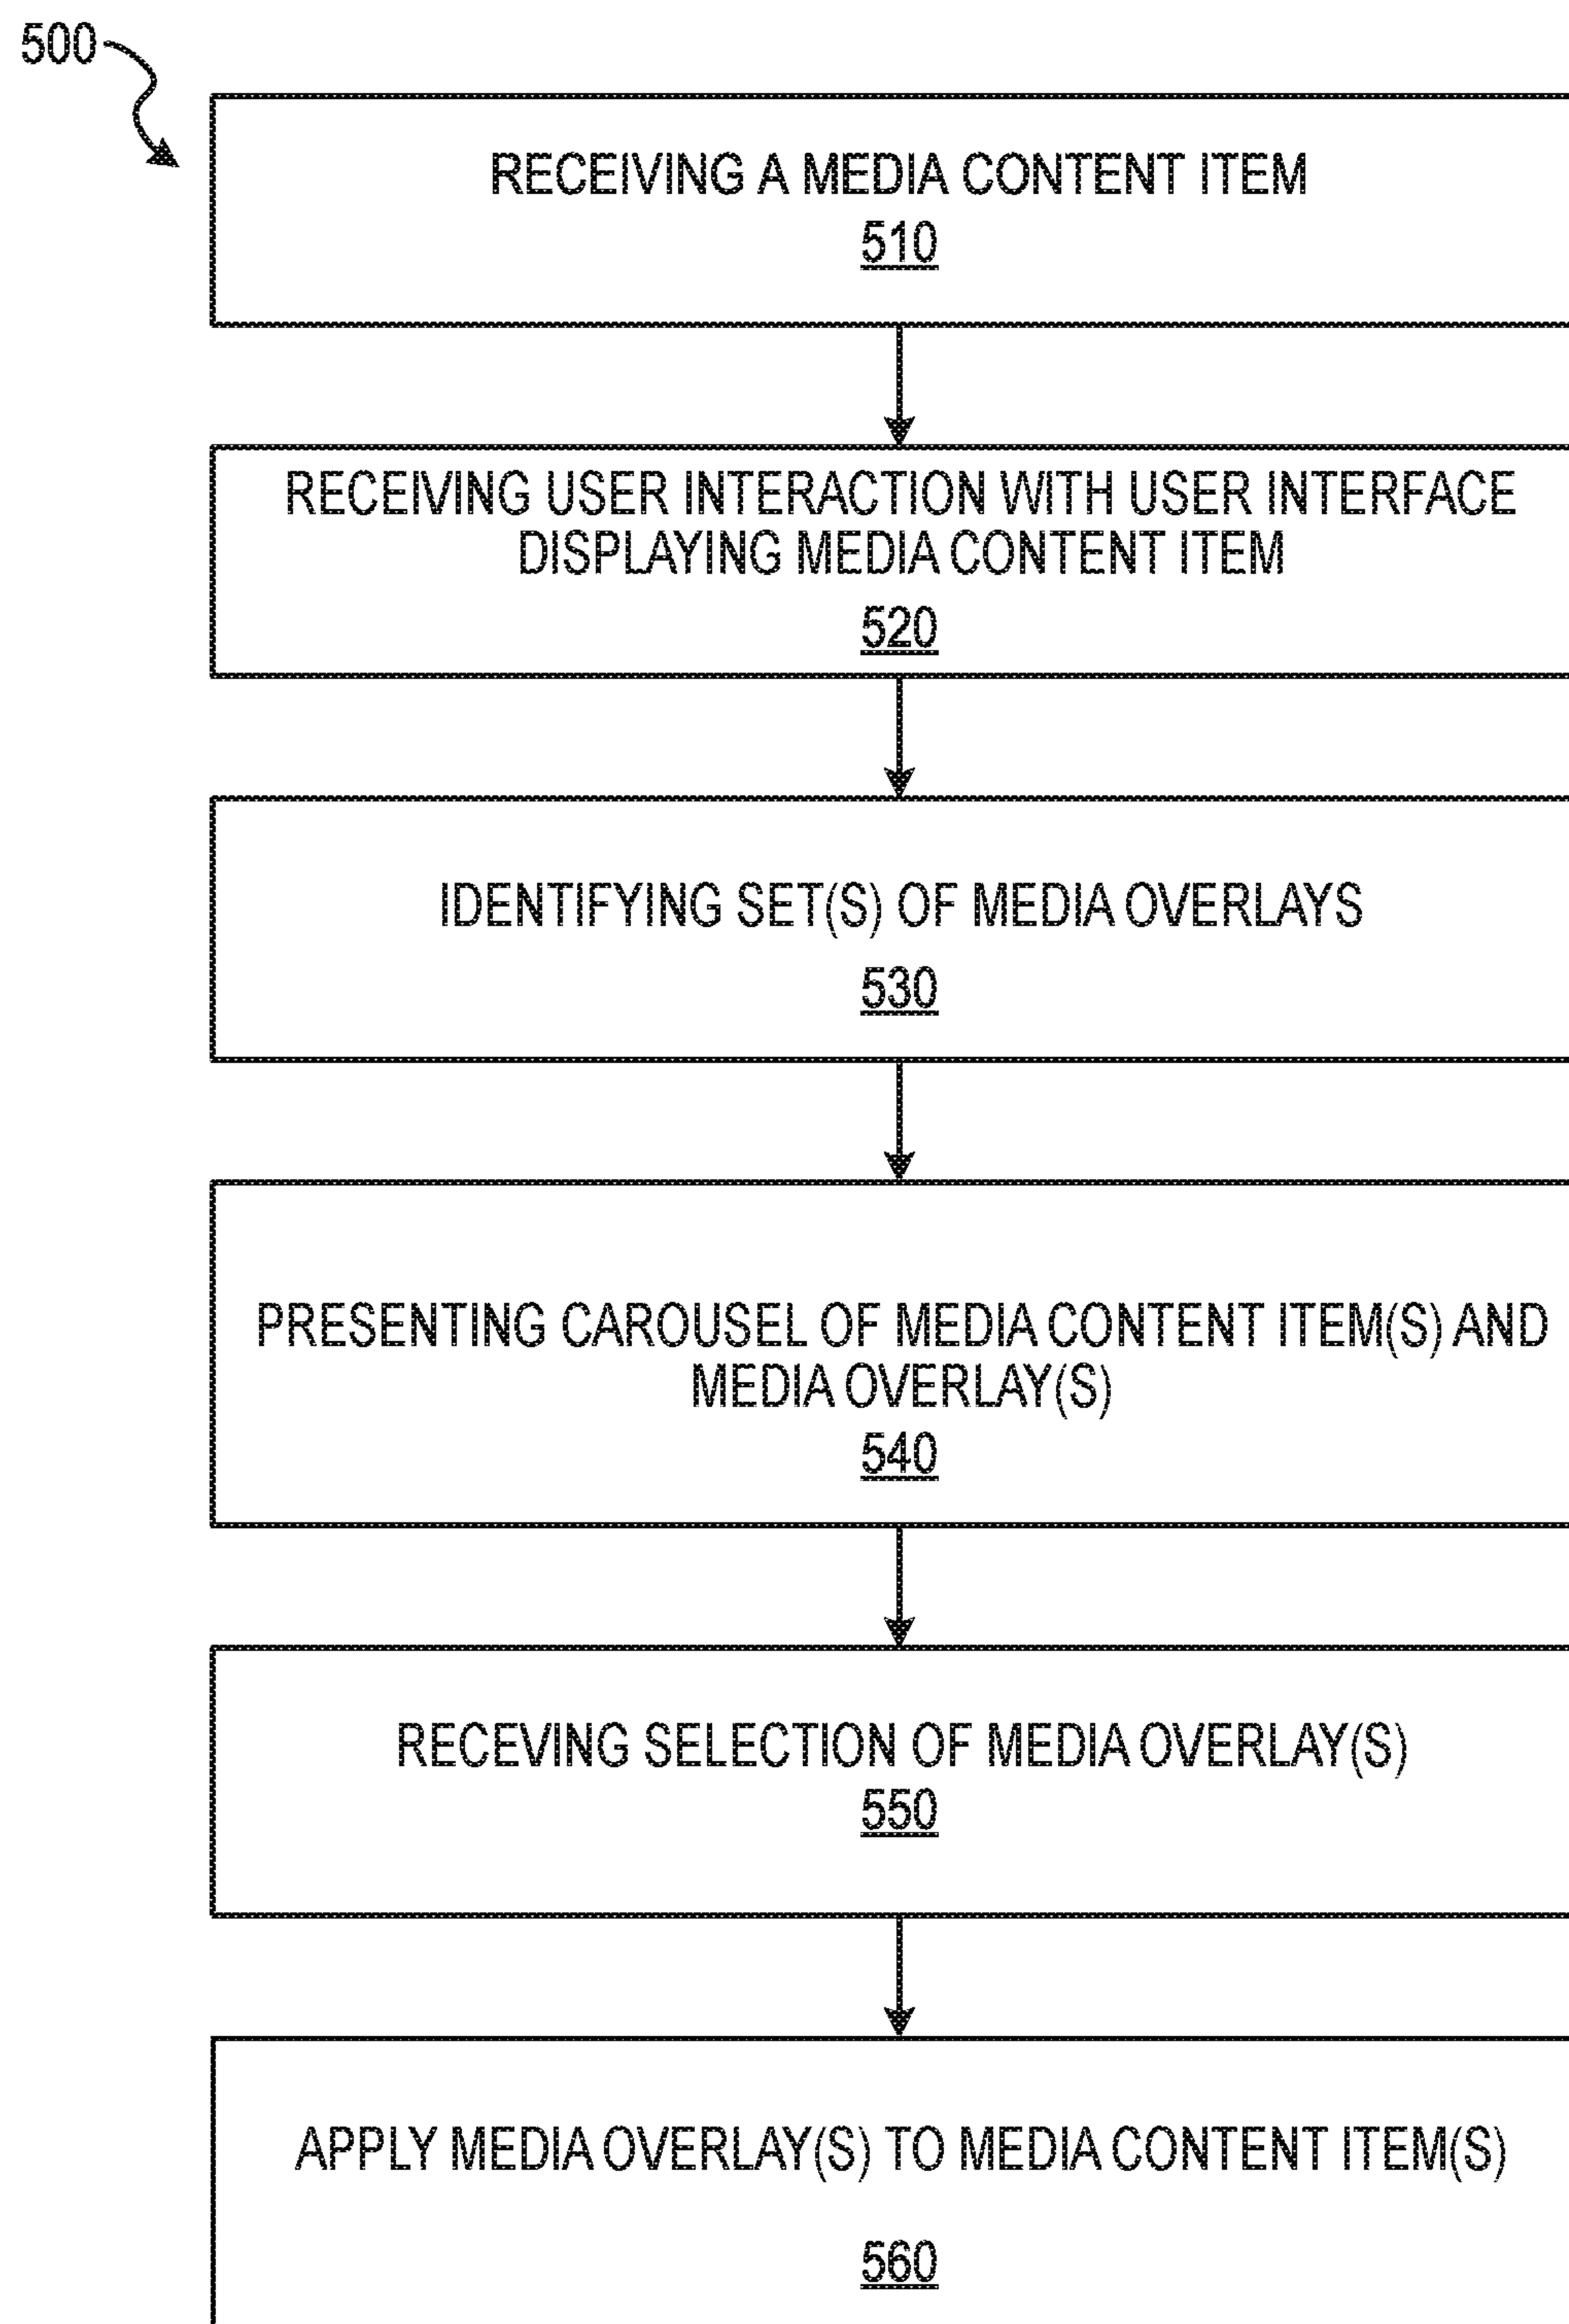 500
RECEIVING A MEDIA CONTENT ITEM
510
RECEIVING USER INTERACTION WITH USER INTERFACE
DISPLAYING MEDIA CONTENT ITEM
520
IDENTIFYING SET(S) OF MEDIA OVERLAYS
530
PRESENTING CAROUSEL OF MEDIA CONTENT ITEM(S) AND
MEDIA OVERLAY(S)
540
RECEVING SELECTION OF MEDIA OVERLAY(S)
550
APPLY MEDIA OVERLAY(S) TO MEDIA CONTENT ITEM(S)
560